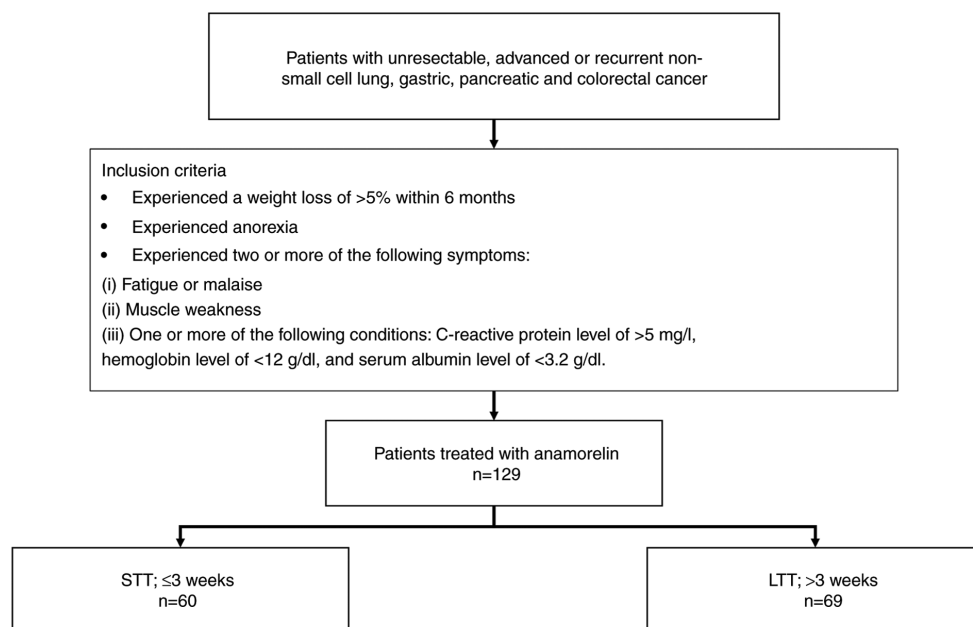 Patients with unresectable, advanced or recurrent non-
small cell lung, gastric, pancreatic and colorectal cancer
Inclusion criteria
• Experienced a weight loss of >5% within 6 months
• Experienced anorexia
• Experienced two or more of the following symptoms:
(i) Fatigue or malaise
(ii) Muscle weakness
(iii) One or more of the following conditions: C-reactive protein level of >5 mg/l,
hemoglobin level of <12 g/dl, and serum albumin level of <3.2 g/dl.
Patients treated with anamorelin
n=129
STT; ≤3 weeks
n=60
LTT; >3 weeks
n=69